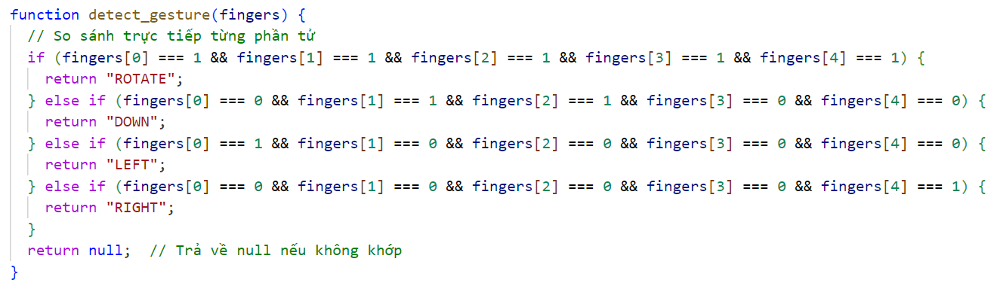 function detect_gesture(fingers) {
  // So sánh trực tiếp từng phần tử
  if (fingers[0] === 1 && fingers[1] === 1 && fingers[2] === 1 && fingers[3] === 1 && fingers[4] === 1) {
    return "ROTATE";
  } else if (fingers[0] === 0 && fingers[1] === 1 && fingers[2] === 1 && fingers[3] === 0 && fingers[4] === 0) {
    return "DOWN";
  } else if (fingers[0] === 1 && fingers[1] === 0 && fingers[2] === 0 && fingers[3] === 0 && fingers[4] === 0) {
    return "LEFT";
  } else if (fingers[0] === 0 && fingers[1] === 0 && fingers[2] === 0 && fingers[3] === 0 && fingers[4] === 1) {
    return "RIGHT";
  }
  return null;  // Trả về null nếu không khớp
}